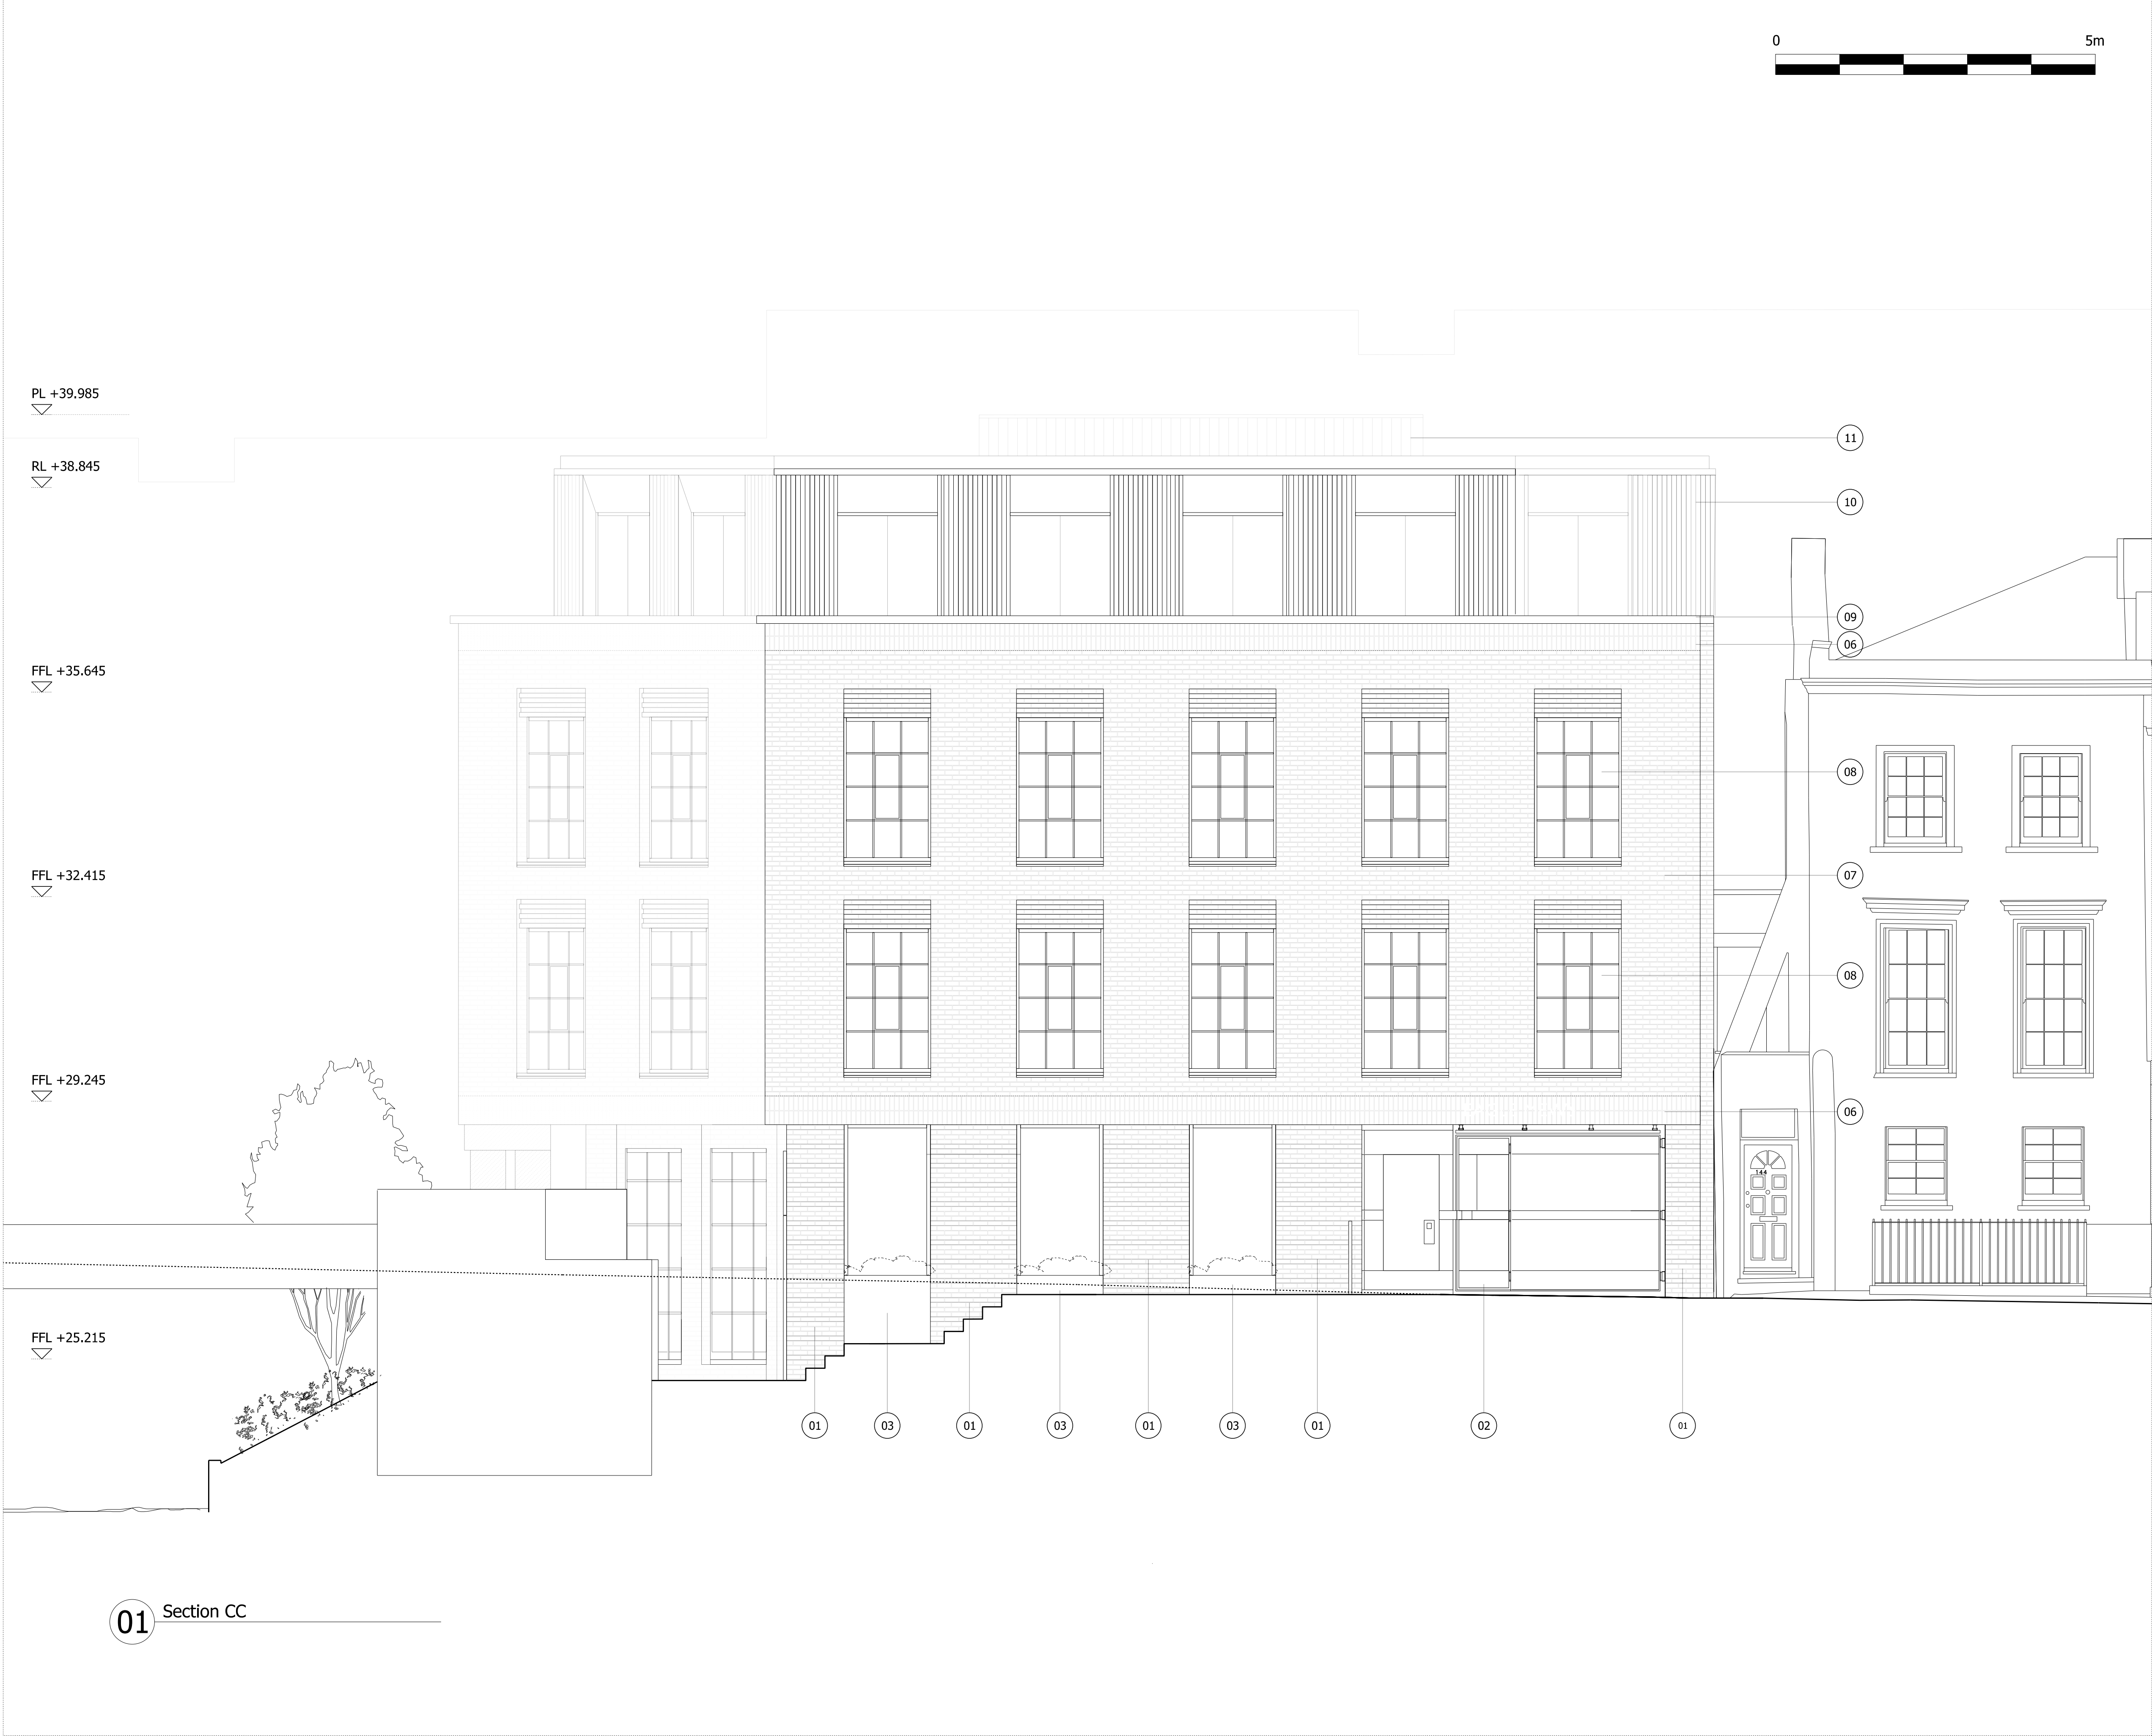 0 5m
PL +39.985
11
RL +38.845
10
09
06
FFL +35.645
08
FFL +32.415
07
08
FFL +29.245
06
144
FFL +25.215
01 03 01 03 01 03 01 02 01
01 Section CC